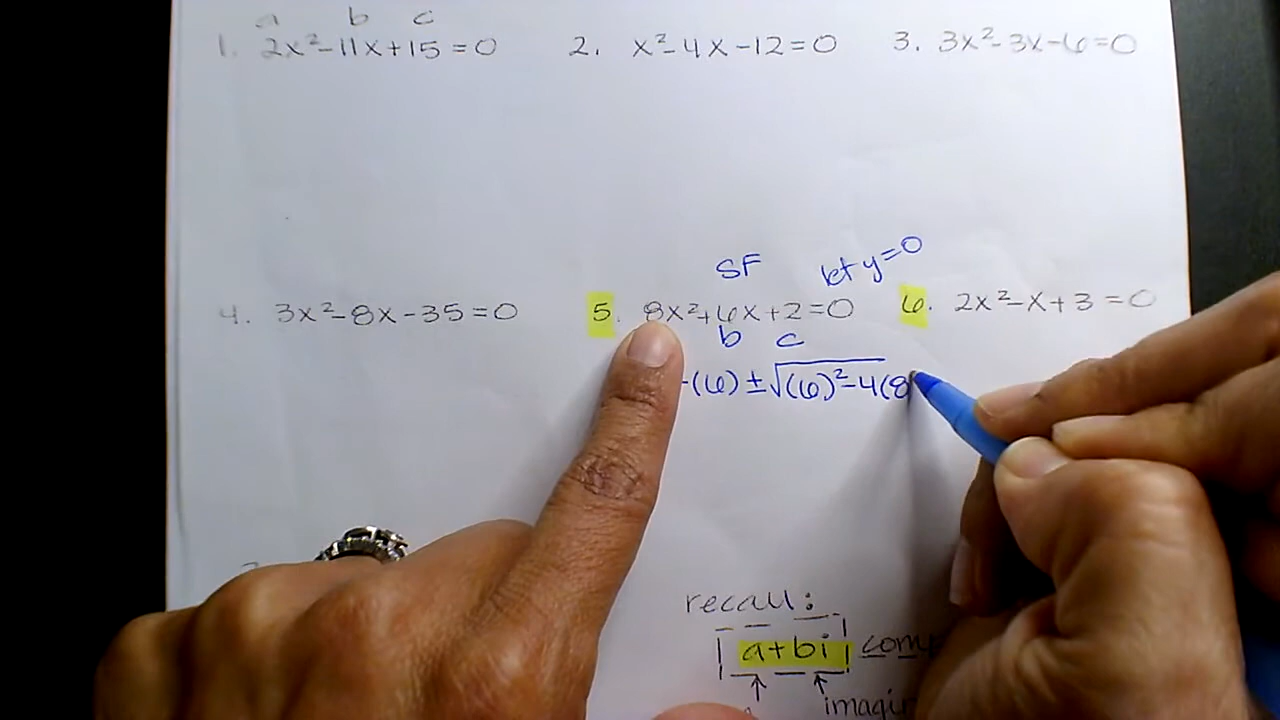 a b c
1. 2x²-11x+15=0 2. x²-4x-12=0 3. 3x²-3x-6=0
SF let y=0
4. 3x²-8x-35=0 5. 8x²+6x+2=0 6. 2x²-x+3=0
b c
-(6)±√(6)²-4(8
recall:
a+bi